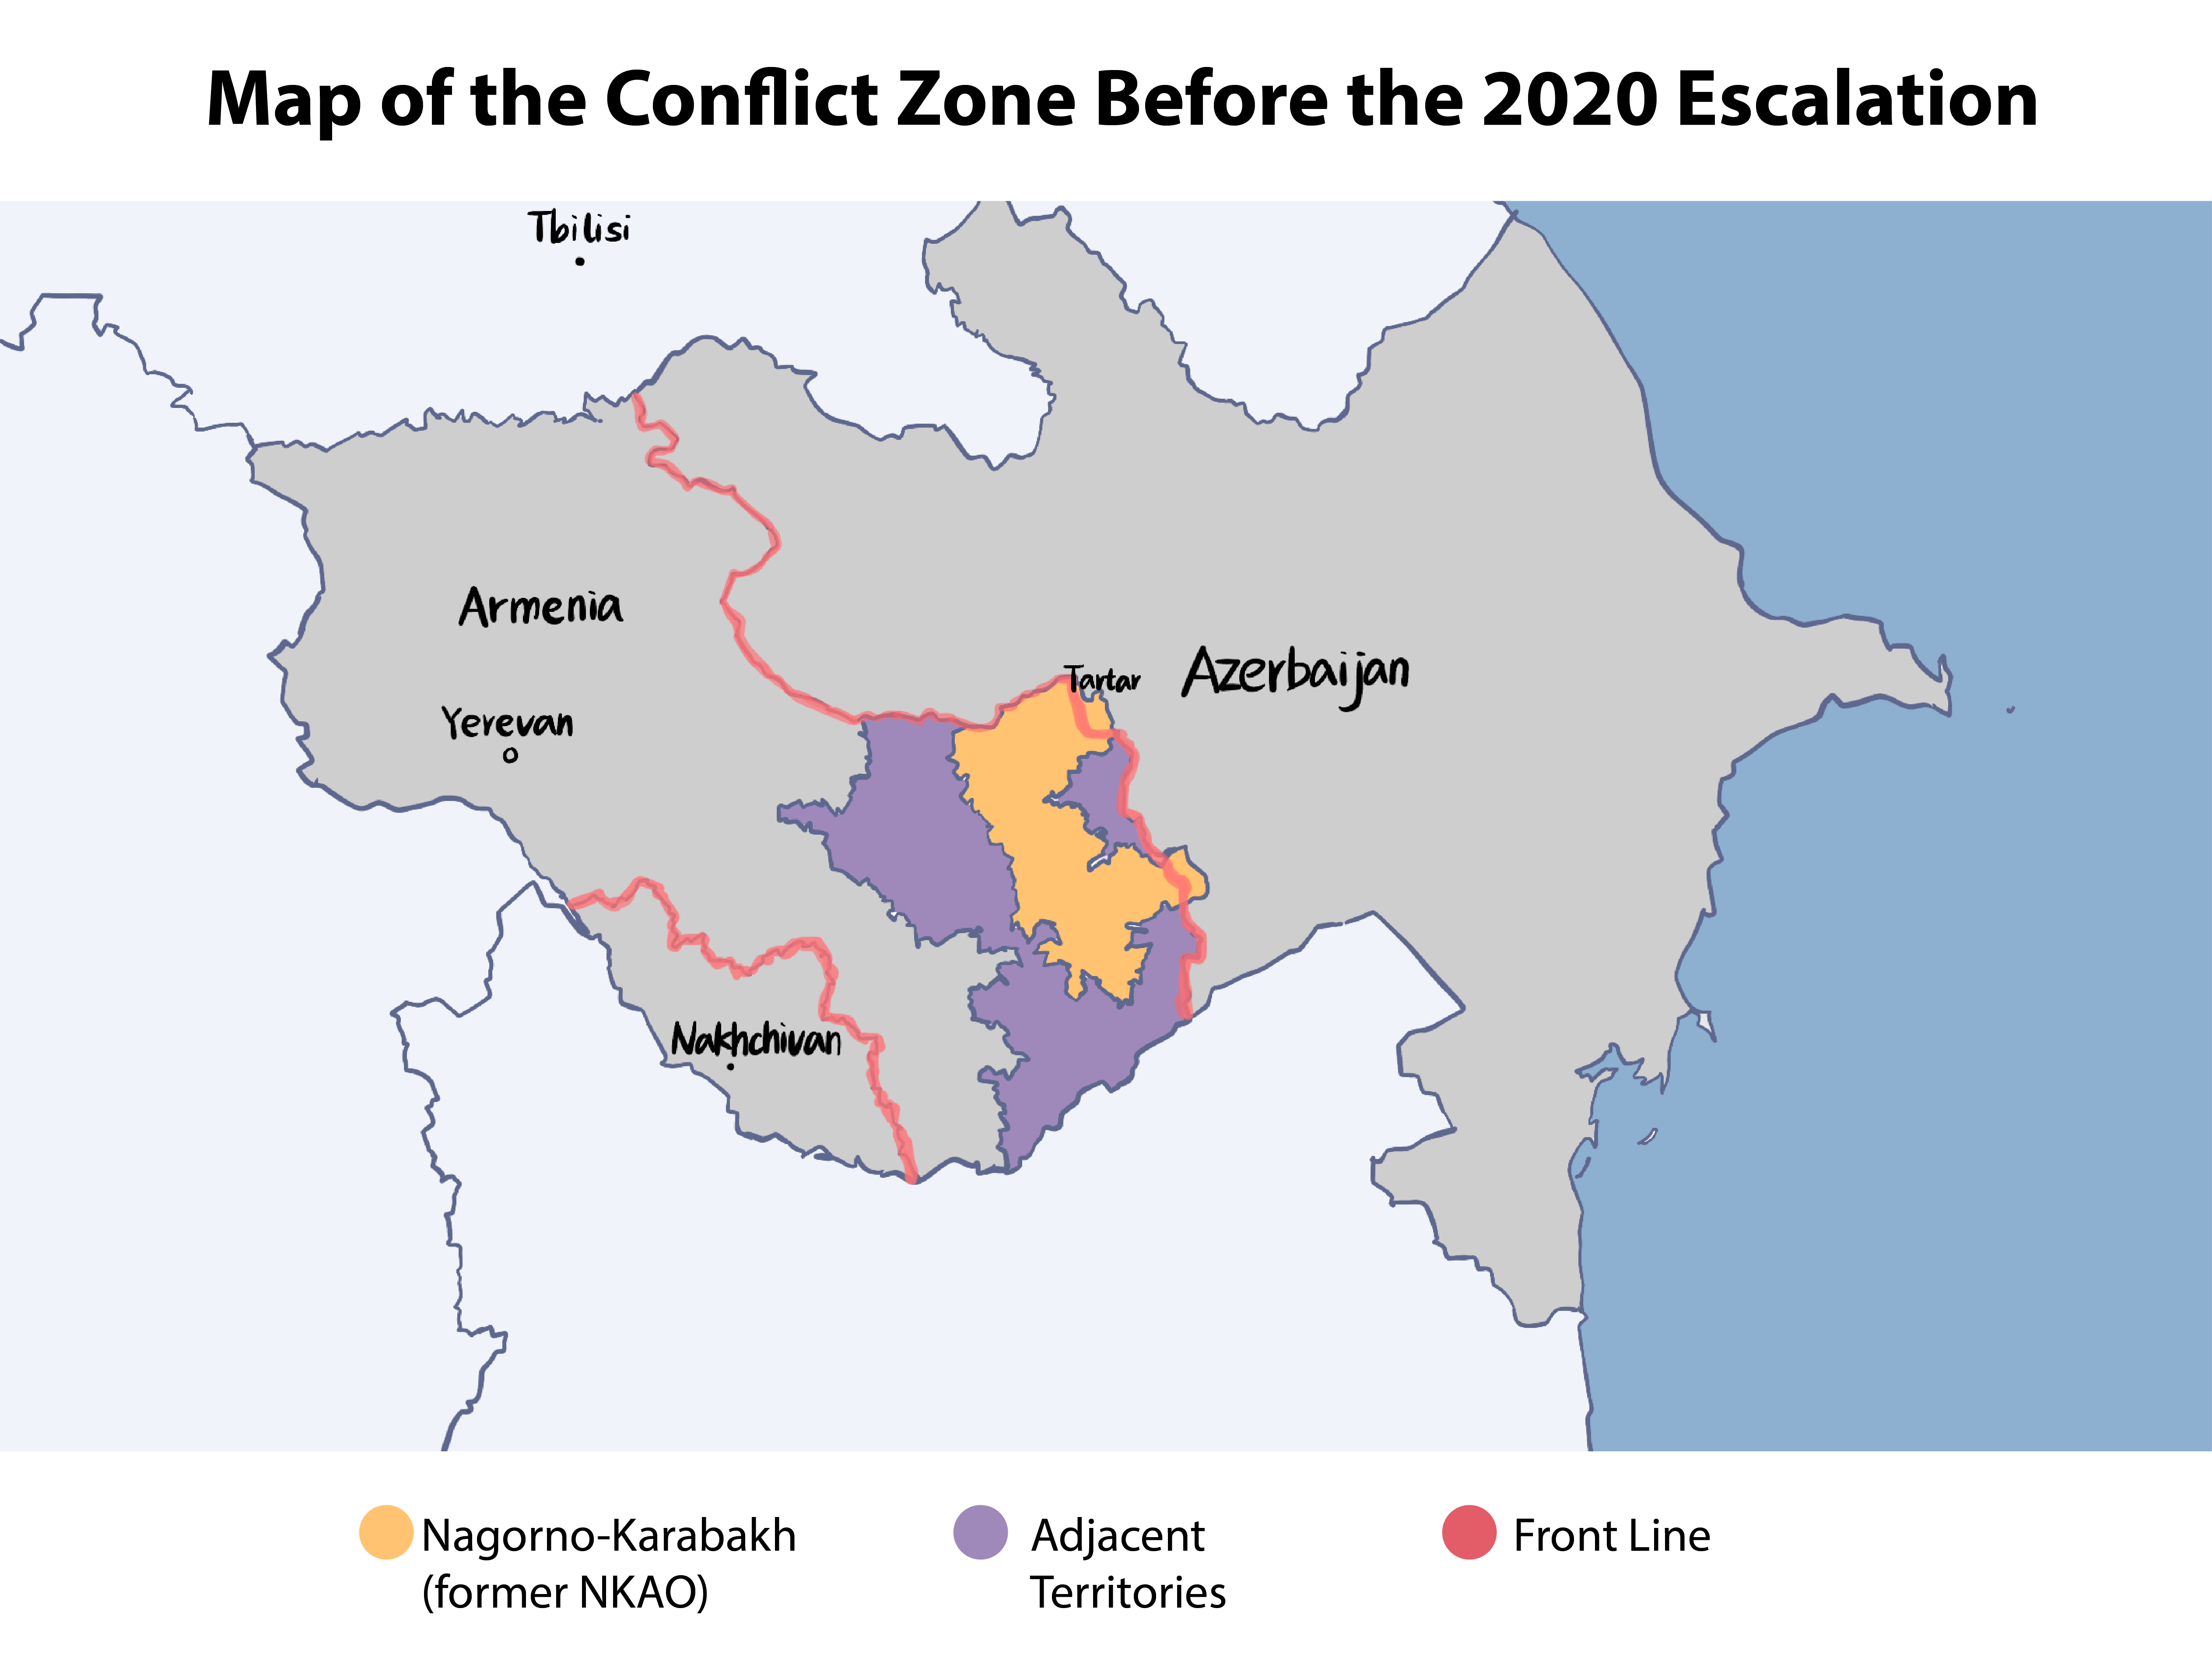 Map of the Conflict Zone Before the 2020 Escalation
Tbilisi
Armenia
Azerbaijan
Tartar
Yerevan
Nakhchivan
Nagorno-Karabakh
(former NKAO)
Adjacent
Territories
Front Line